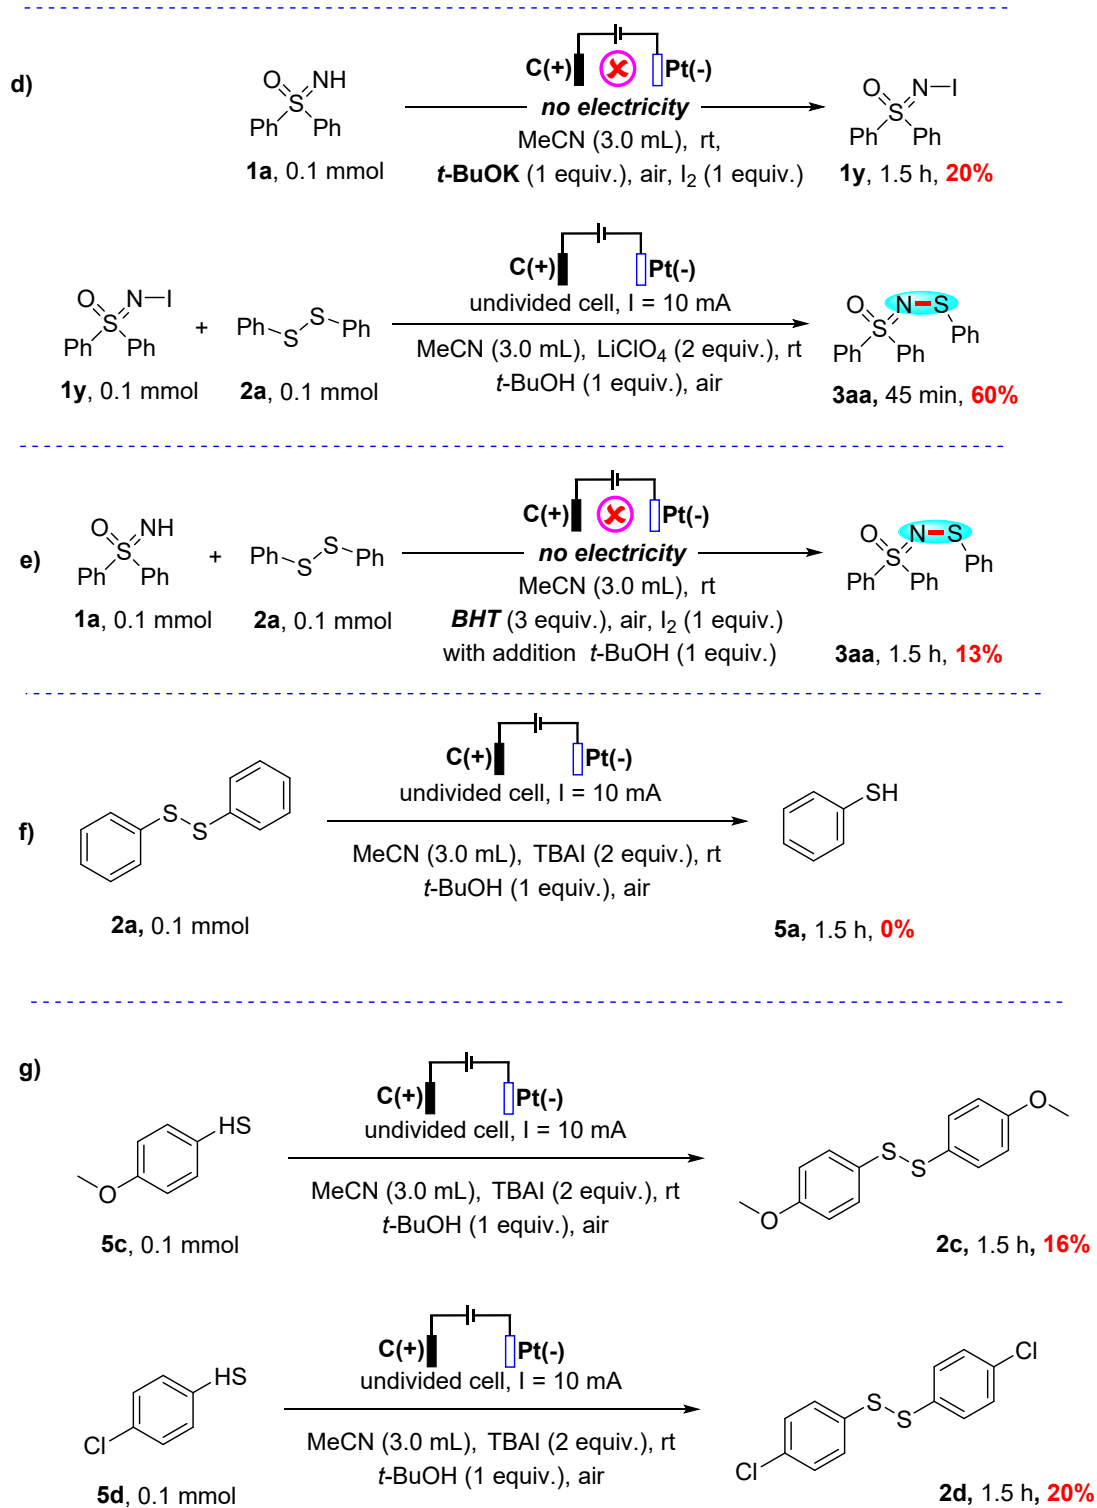 d)
O NH
S
Ph Ph
1a, 0.1 mmol
C(+) Pt(-)
no electricity
MeCN (3.0 mL), rt,
t-BuOK (1 equiv.), air, I2 (1 equiv.)
O N I
S
Ph Ph
1y, 1.5 h, 20%
O N I
S
Ph Ph
1y, 0.1 mmol
+
Ph S S Ph
2a, 0.1 mmol
C(+) Pt(-)
undivided cell, I = 10 mA
MeCN (3.0 mL), LiClO4 (2 equiv.), rt
t-BuOH (1 equiv.), air
O N S
S Ph
Ph Ph
3aa, 45 min, 60%
e)
O NH
S
Ph Ph
1a, 0.1 mmol
+
Ph S S Ph
2a, 0.1 mmol
C(+) Pt(-)
no electricity
MeCN (3.0 mL), rt
BHT (3 equiv.), air, I2 (1 equiv.)
with addition t-BuOH (1 equiv.)
O N S
S Ph
Ph Ph
3aa, 1.5 h, 13%
f)
S S
2a, 0.1 mmol
C(+) Pt(-)
undivided cell, I = 10 mA
MeCN (3.0 mL), TBAI (2 equiv.), rt
t-BuOH (1 equiv.), air
SH
5a, 1.5 h, 0%
g)
HS
O
5c, 0.1 mmol
C(+) Pt(-)
undivided cell, I = 10 mA
MeCN (3.0 mL), TBAI (2 equiv.), rt
t-BuOH (1 equiv.), air
O
S S
O
2c, 1.5 h, 16%
HS
Cl
5d, 0.1 mmol
C(+) Pt(-)
undivided cell, I = 10 mA
MeCN (3.0 mL), TBAI (2 equiv.), rt
t-BuOH (1 equiv.), air
Cl
S S
Cl
2d, 1.5 h, 20%